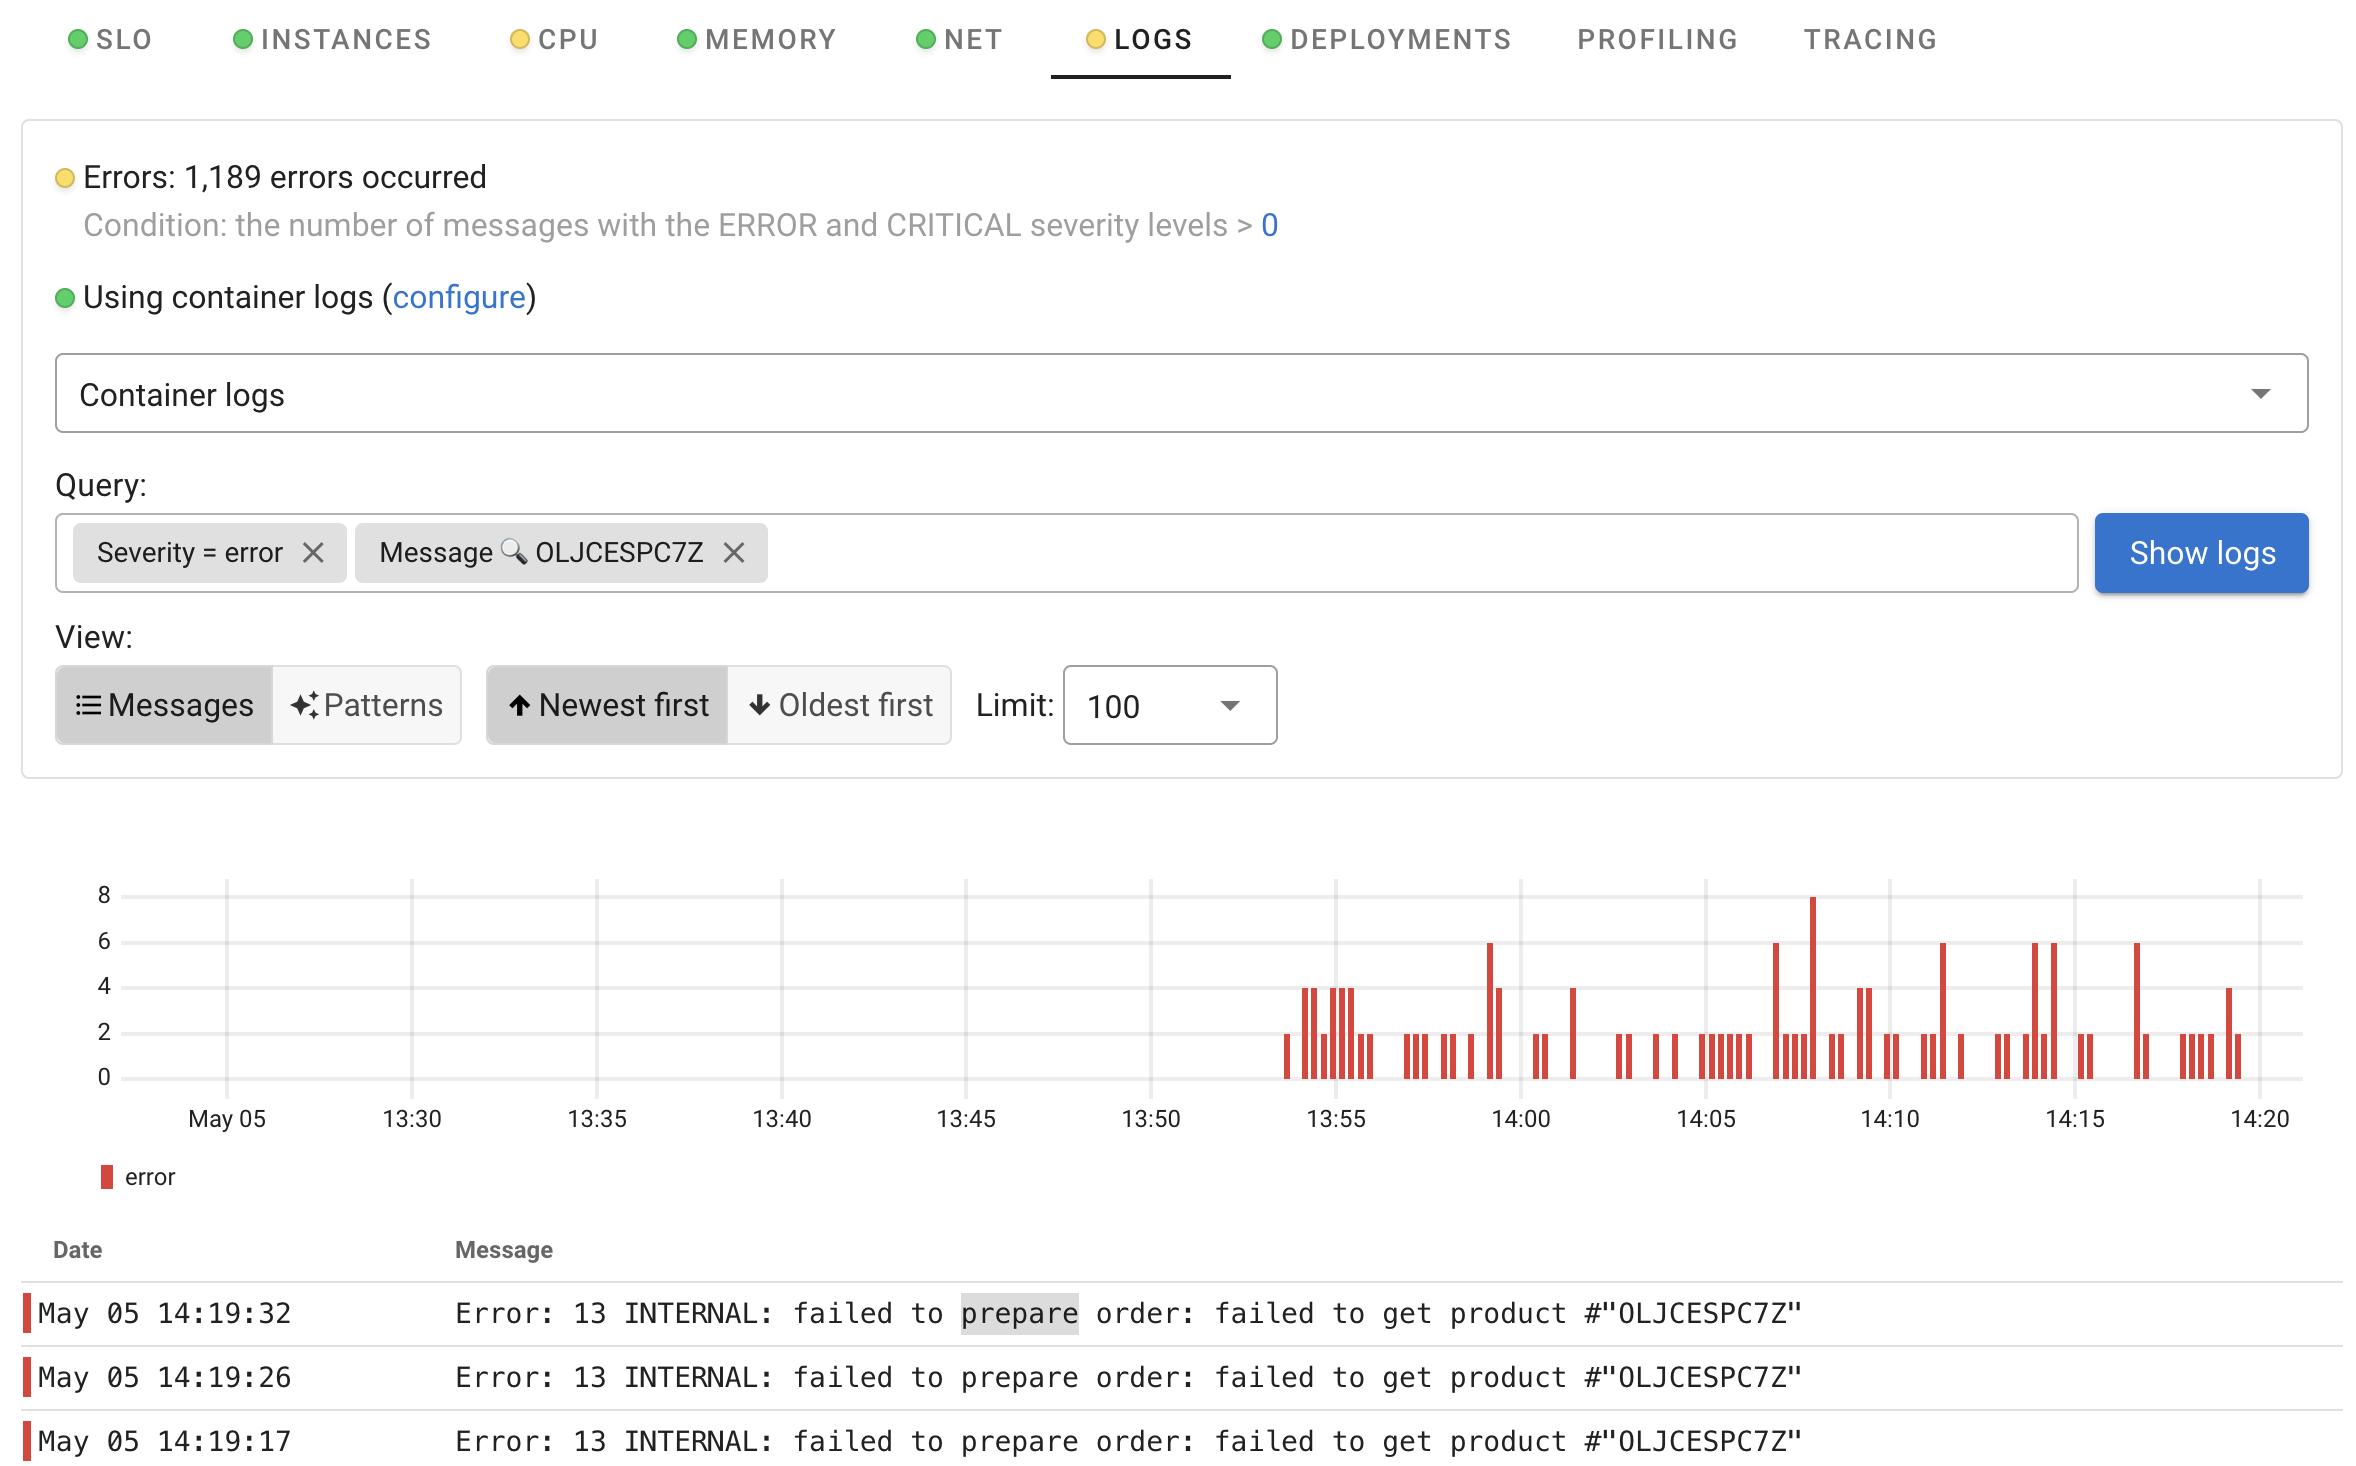 SLO INSTANCES CPU MEMORY NET LOGS DEPLOYMENTS PROFILING TRACING
Errors: 1,189 errors occurred
Condition: the number of messages with the ERROR and CRITICAL severity levels > 0
Using container logs (configure)
Container logs
Query:
Severity = error Message 🔍 OLJCESPC7Z Show logs
View:
Messages Patterns Newest first Oldest first Limit: 100
8
6
4
2
0
May 05 13:30 13:35 13:40 13:45 13:50 13:55 14:00 14:05 14:10 14:15 14:20
error
Date Message
May 05 14:19:32 Error: 13 INTERNAL: failed to prepare order: failed to get product #"OLJCESPC7Z"
May 05 14:19:26 Error: 13 INTERNAL: failed to prepare order: failed to get product #"OLJCESPC7Z"
May 05 14:19:17 Error: 13 INTERNAL: failed to prepare order: failed to get product #"OLJCESPC7Z"